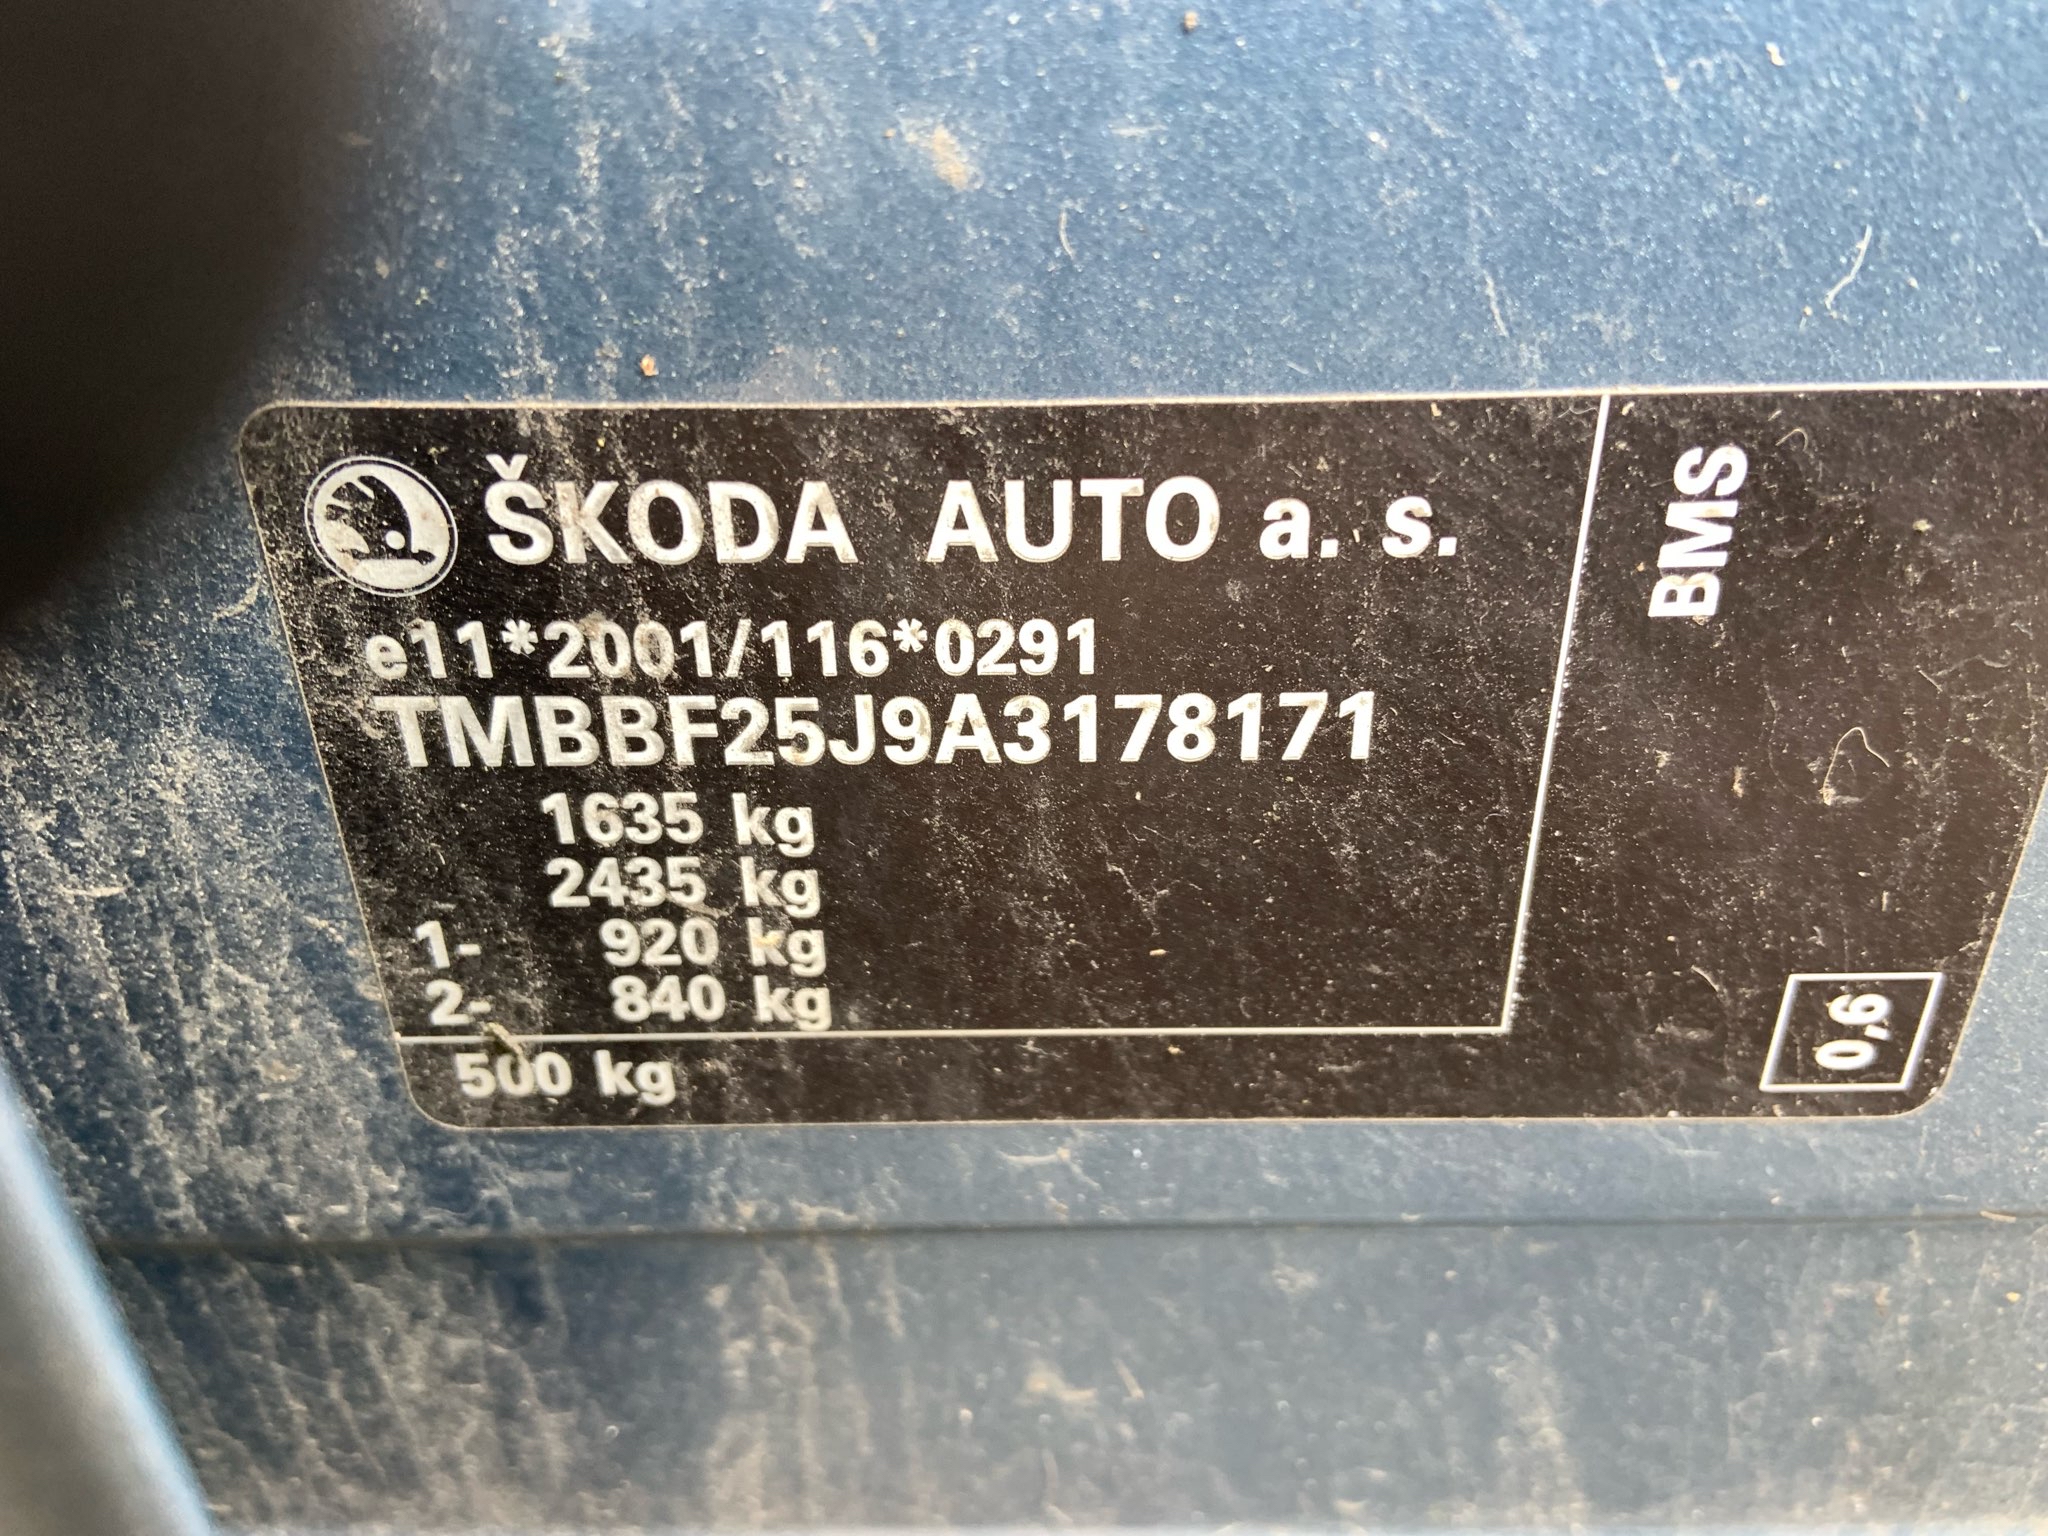 ŠKODA AUTO a. s.
e11*2001/116*0291
TMBBF25J9A3178171
1635 kg
2435 kg
1- 920 kg
2- 840 kg
500 kg
BMS
0,6